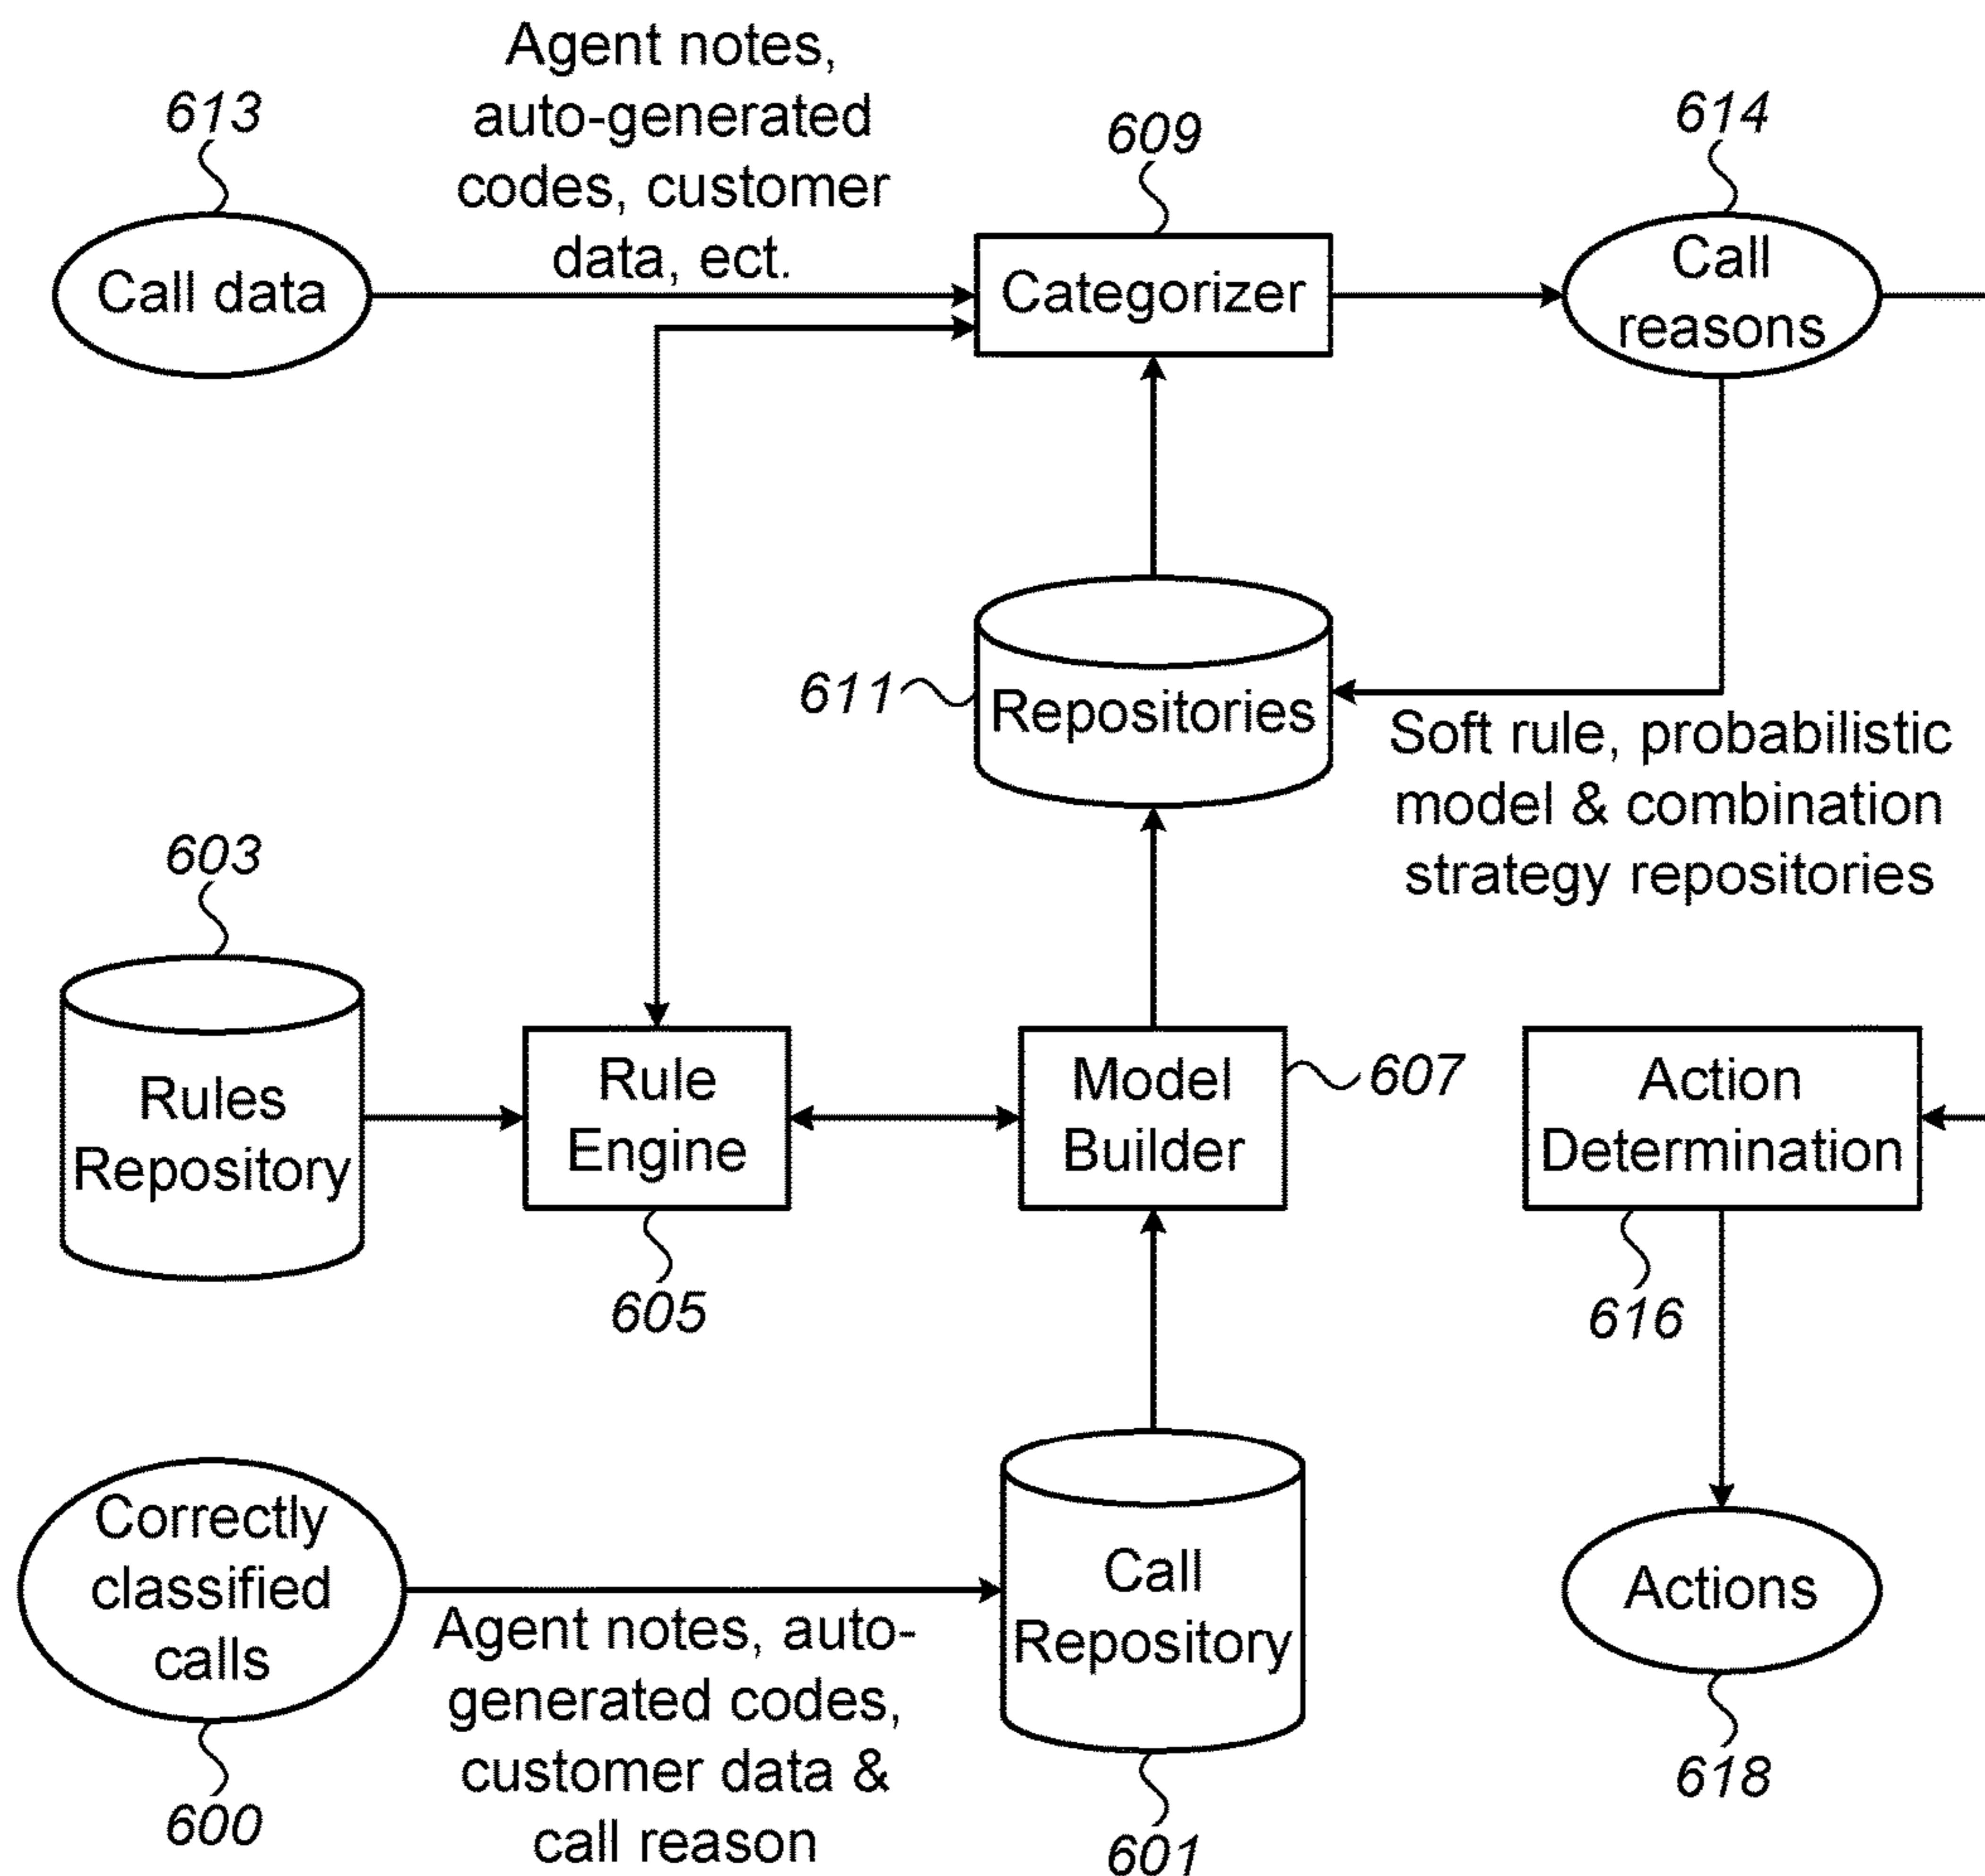 613
Agent notes,
auto-generated
codes, customer
data, ect.
609
614
Call data
Categorizer
Call
reasons
611
Repositories
Soft rule, probabilistic
model & combination
strategy repositories
603
Rules
Repository
Rule
Engine
605
Model
Builder
607
Action
Determination
616
Correctly
classified
calls
600
Agent notes, auto-
generated codes,
customer data &
call reason
Call
Repository
601
Actions
618